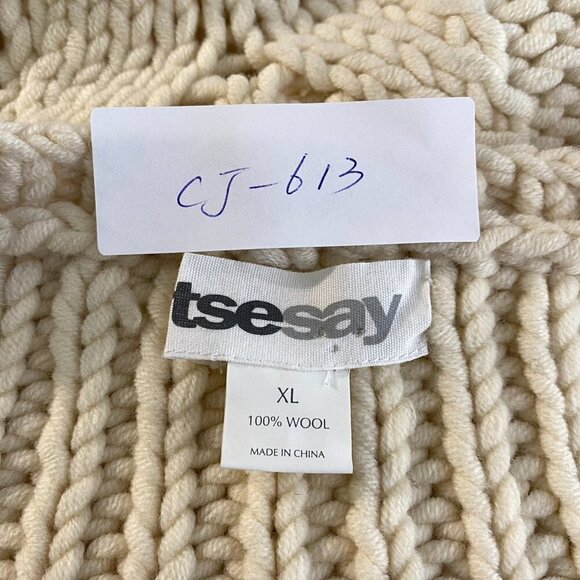 CJ-613
tsesay
XL
100% WOOL
MADE IN CHINA